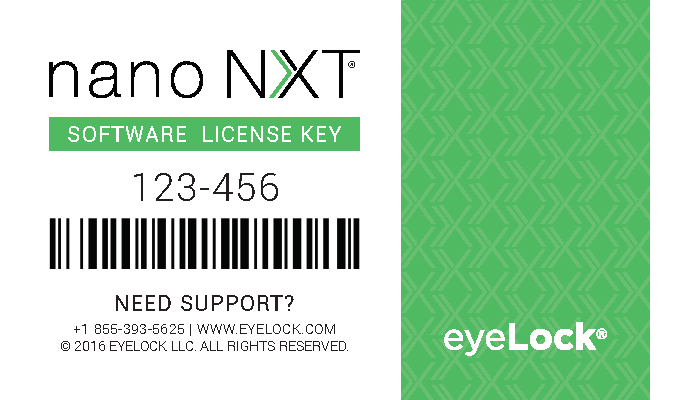 nano NXT®
SOFTWARE LICENSE KEY
123-456
NEED SUPPORT?
+1 855-393-5625 | WWW.EYELOCK.COM
© 2016 EYELOCK LLC. ALL RIGHTS RESERVED.
eyeLock®